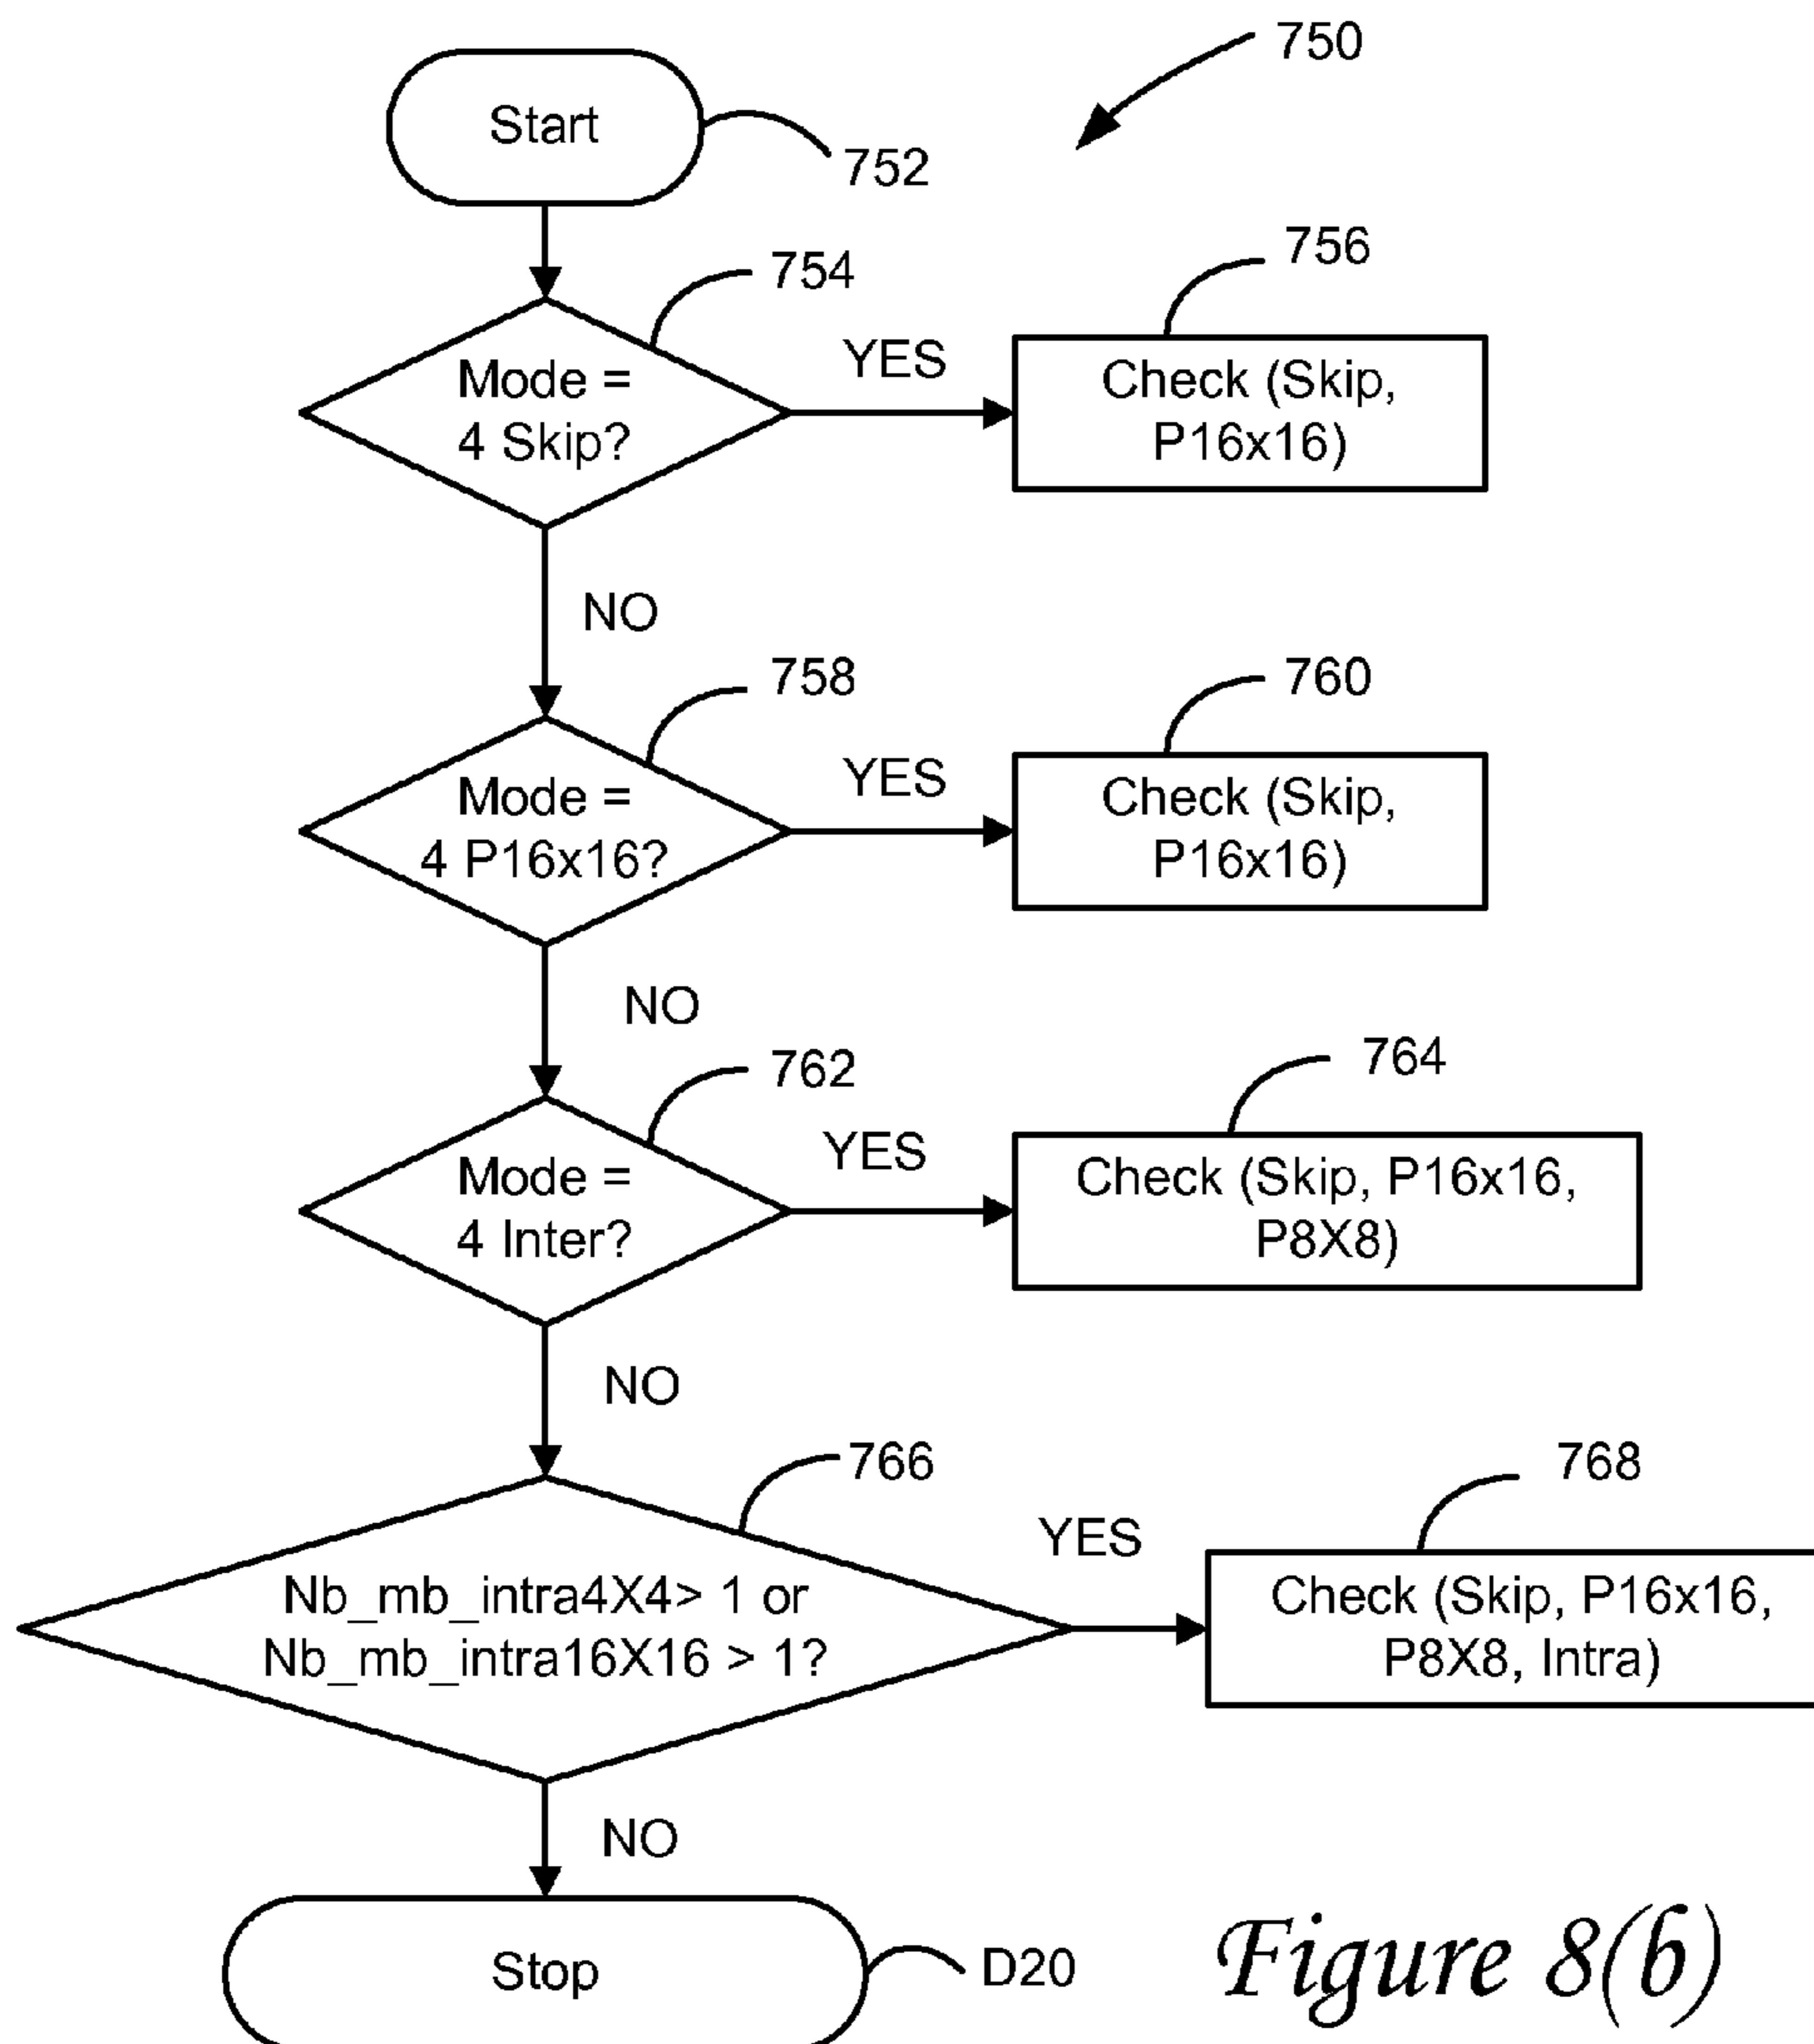 750
Start
752
754
756
Mode =
4 Skip?
YES
Check (Skip,
P16x16)
NO
758
760
Mode =
4 P16x16?
YES
Check (Skip,
P16x16)
NO
762
764
Mode =
4 Inter?
YES
Check (Skip, P16x16,
P8X8)
NO
766
768
Nb_mb_intra4X4> 1 or
Nb_mb_intra16X16 > 1?
YES
Check (Skip, P16x16,
P8X8, Intra)
NO
Stop
D20
Figure 8(b)